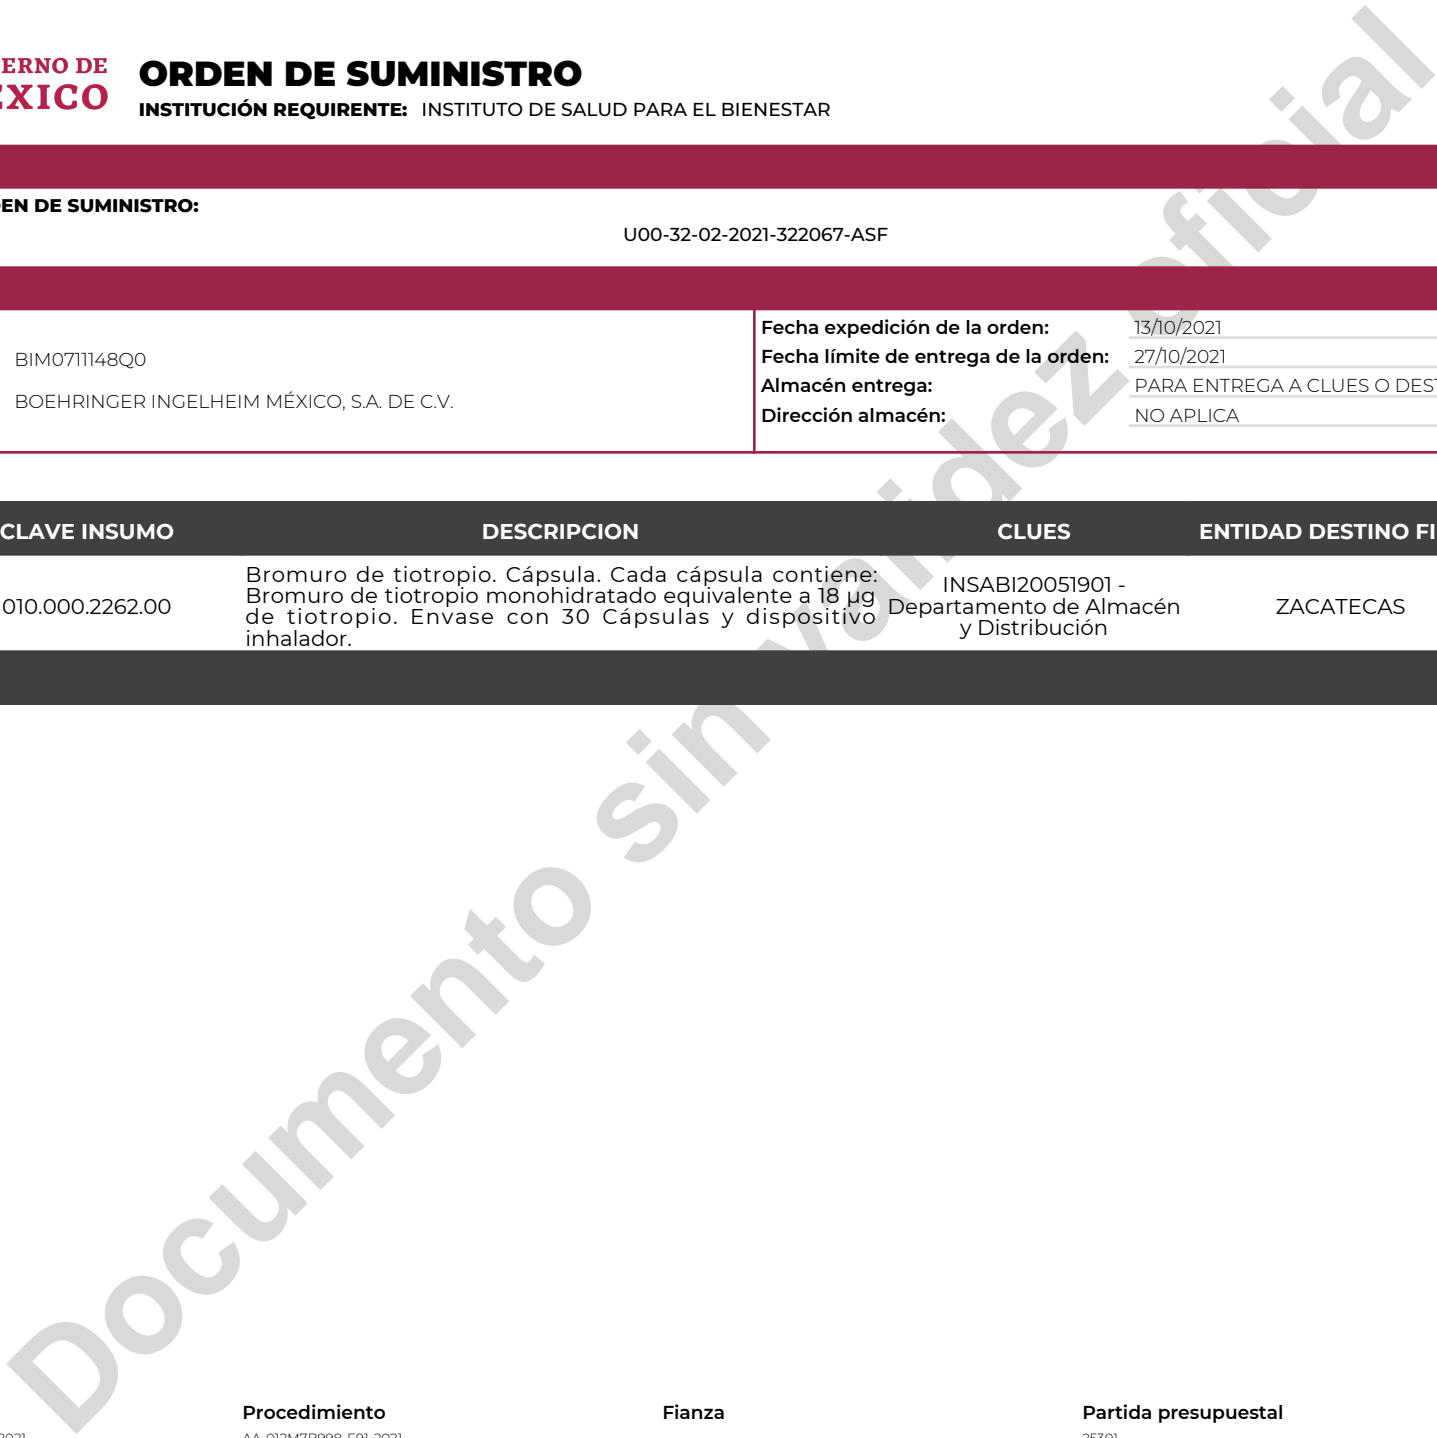 ERNO DE
EXICO
ORDEN DE SUMINISTRO
INSTITUCIÓN REQUIRENTE: INSTITUTO DE SALUD PARA EL BIENESTAR
EN DE SUMINISTRO:
U00-32-02-2021-322067-ASF
BIM0711148Q0
BOEHRINGER INGELHEIM MÉXICO, S.A. DE C.V.
Fecha expedición de la orden: 13/10/2021
Fecha límite de entrega de la orden: 27/10/2021
Almacén entrega: PARA ENTREGA A CLUES O DEST
Dirección almacén: NO APLICA
CLAVE INSUMO DESCRIPCION CLUES ENTIDAD DESTINO FI
010.000.2262.00
Bromuro de tiotropio. Cápsula. Cada cápsula contiene:
Bromuro de tiotropio monohidratado equivalente a 18 µg
de tiotropio. Envase con 30 Cápsulas y dispositivo
inhalador.
INSABI20051901 -
Departamento de Almacén
y Distribución
ZACATECAS
Documento sin validez oficial
Procedimiento Fianza Partida presupuestal